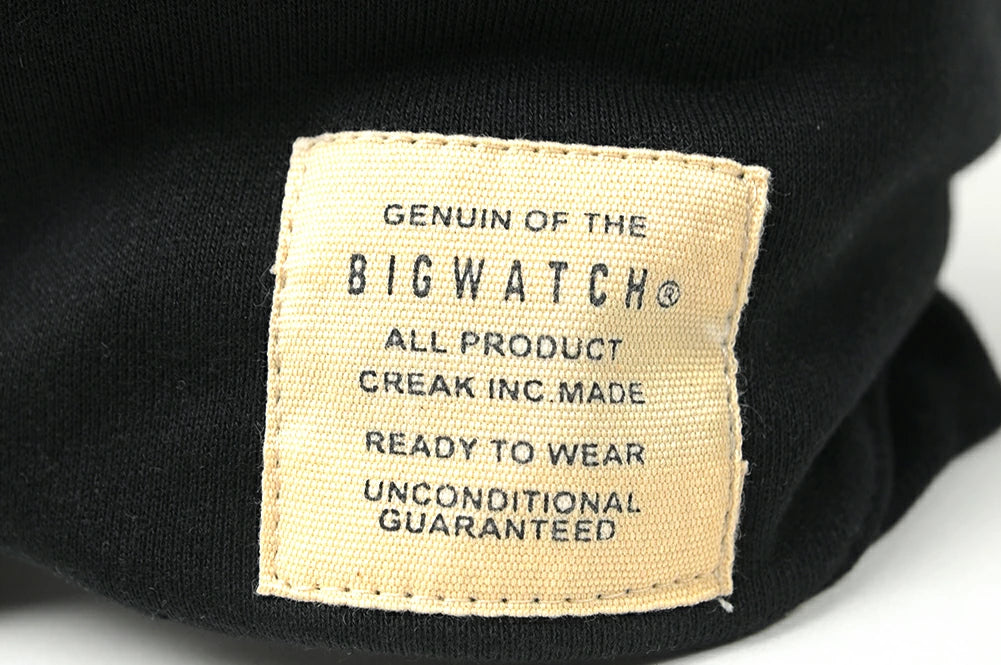 GENUIN OF THE
BIGWATCH®
ALL PRODUCT
CREAK INC.MADE
READY TO WEAR
UNCONDITIONAL
GUARANTEED